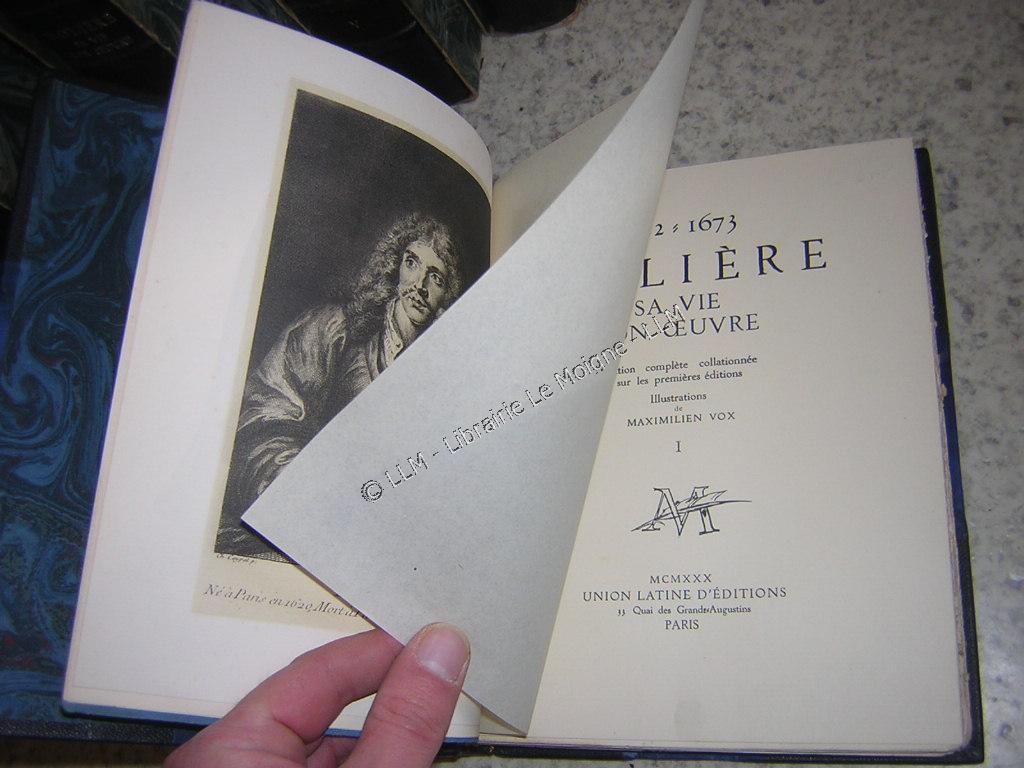 Né à Paris en 1620, Mort à
2 : 1673
LIÈRE
SA VIE
N ŒUVRE
tion complète collationnée
sur les premières éditions
Illustrations
de
MAXIMILIEN VOX
I
M
MCMXXX
UNION LATINE D'ÉDITIONS
33 Quai des Grands-Augustins
PARIS
© LLM - Librairie Le Moigne - LLM